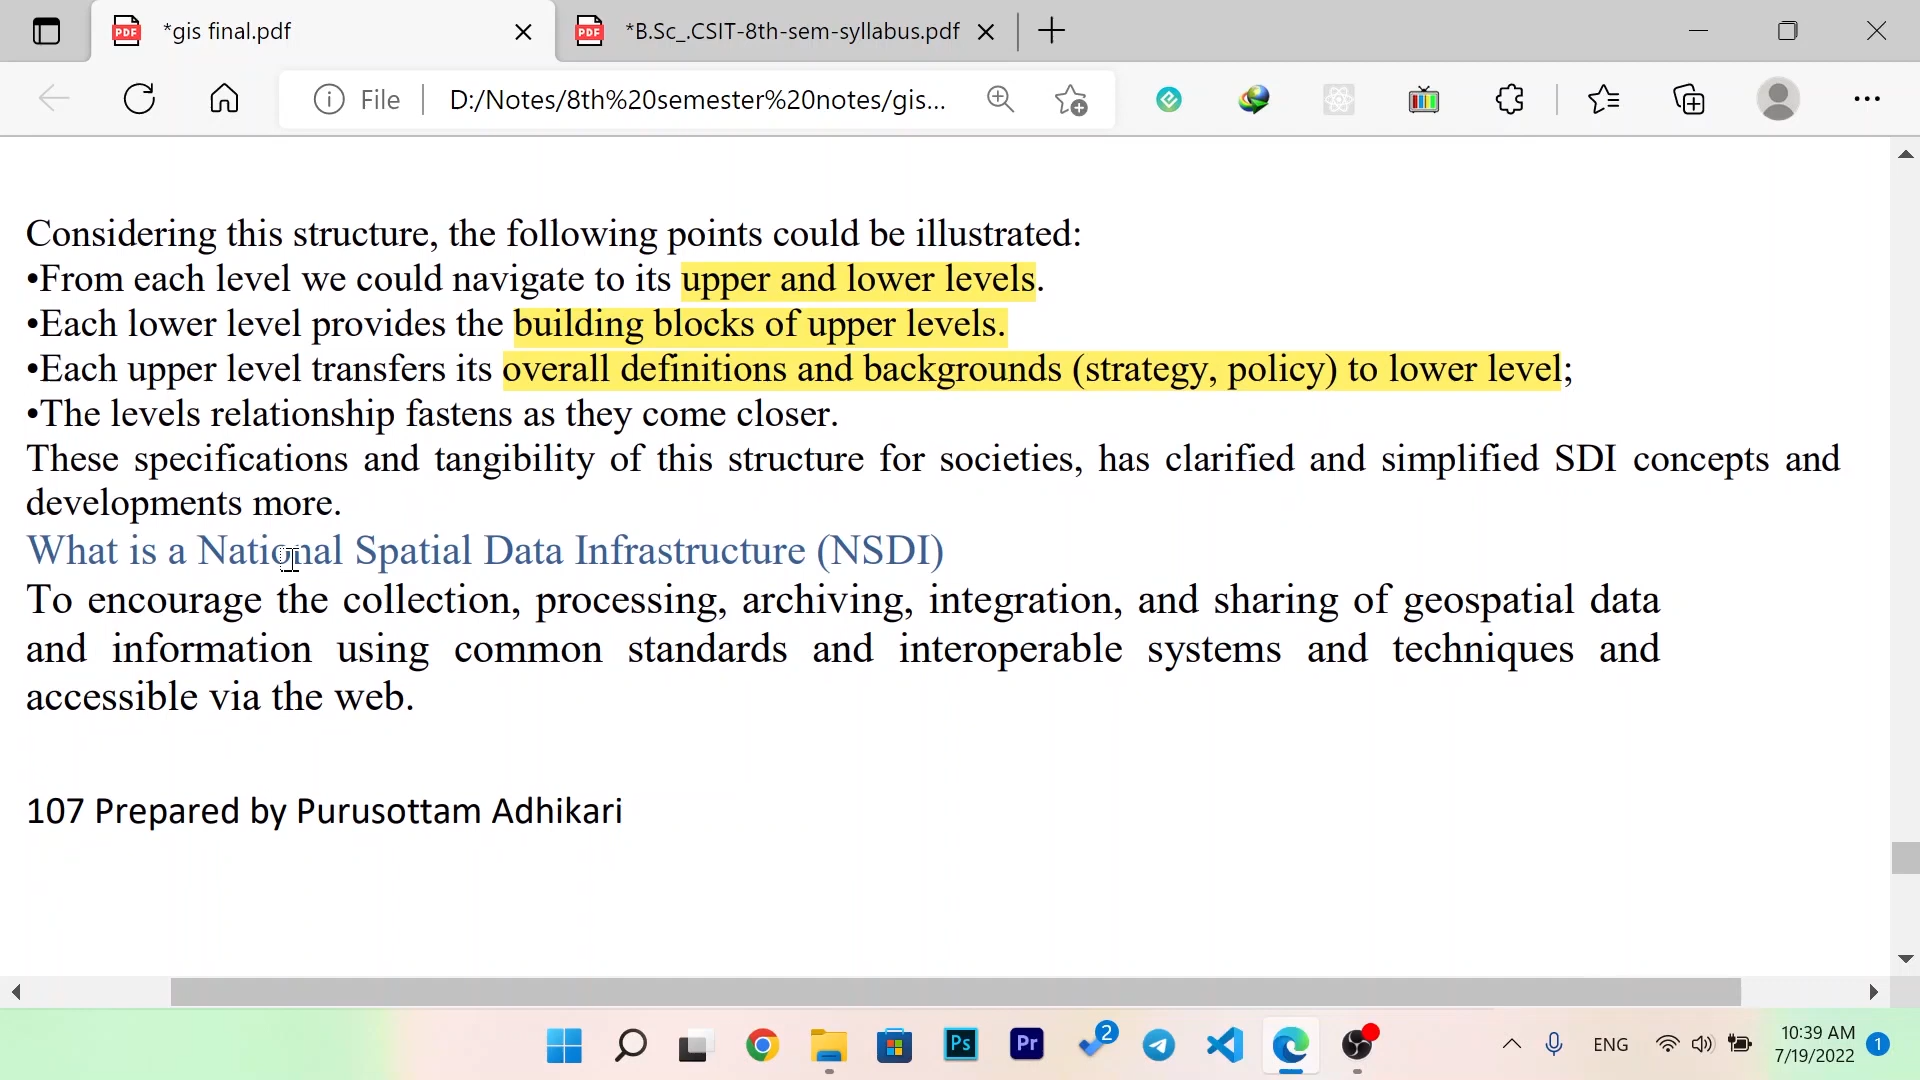 *gis final.pdf
*B.Sc_.CSIT-8th-sem-syllabus.pdf
File
D:/Notes/8th%20semester%20notes/gis...
Considering this structure, the following points could be illustrated:
•From each level we could navigate to its upper and lower levels.
•Each lower level provides the building blocks of upper levels.
•Each upper level transfers its overall definitions and backgrounds (strategy, policy) to lower level;
•The levels relationship fastens as they come closer.
These specifications and tangibility of this structure for societies, has clarified and simplified SDI concepts and
developments more.
What is a National Spatial Data Infrastructure (NSDI)
To encourage the collection, processing, archiving, integration, and sharing of geospatial data
and information using common standards and interoperable systems and techniques and
accessible via the web.
107 Prepared by Purusottam Adhikari
PDF
PDF
Ps
Pr
2
ENG
10:39 AM
7/19/2022
1